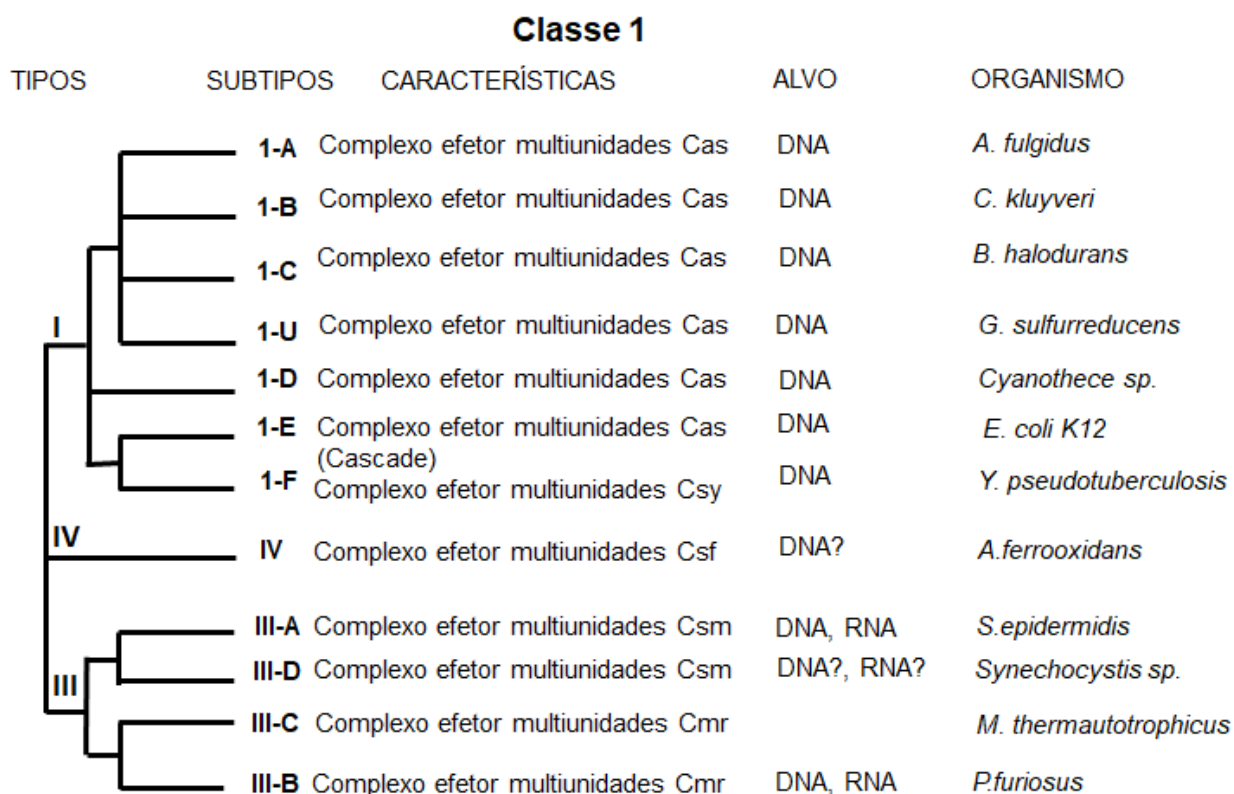 Classe 1
TIPOS SUBTIPOS CARACTERÍSTICAS ALVO ORGANISMO
1-A Complexo efetor multiunidades Cas DNA A. fulgidus
1-B Complexo efetor multiunidades Cas DNA C. kluyveri
1-C Complexo efetor multiunidades Cas DNA B. halodurans
I
1-U Complexo efetor multiunidades Cas DNA G. sulfurreducens
1-D Complexo efetor multiunidades Cas DNA Cyanothece sp.
1-E Complexo efetor multiunidades Cas DNA E. coli K12
(Cascade)
1-F Complexo efetor multiunidades Csy DNA Y. pseudotuberculosis
IV
IV Complexo efetor multiunidades Csf DNA? A.ferrooxidans
III-A Complexo efetor multiunidades Csm DNA, RNA S.epidermidis
III-D Complexo efetor multiunidades Csm DNA?, RNA? Synechocystis sp.
III
III-C Complexo efetor multiunidades Cmr M. thermautotrophicus
III-B Complexo efetor multiunidades Cmr DNA, RNA P.furiosus